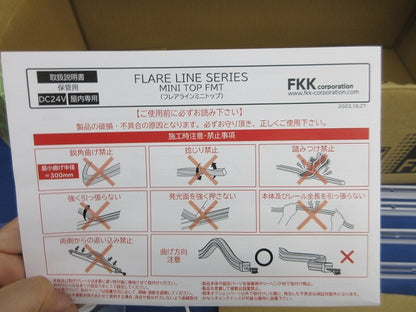 取扱説明書
保管用
DC24V 屋内専用
FLARE LINE SERIES
MINI TOP FMT
(フレアラインミニトップ)
FKK corporation
www.fkk-corporation.com
2022.10.27
【ご使用前に必ずお読み下さい】
製品の破損・不具合の原因となります。必ずお守り頂き、正しくご使用下さい。
施工時注意・禁止事項
鋭角曲げ禁止
捻じり禁止
踏みつけ禁止
最小曲げ半径
=300mm
強く引っ張らない
発光面を強く押さない
本体及びレール全長を引っ張らない
両側からの追い込み禁止
曲げ方向
注意